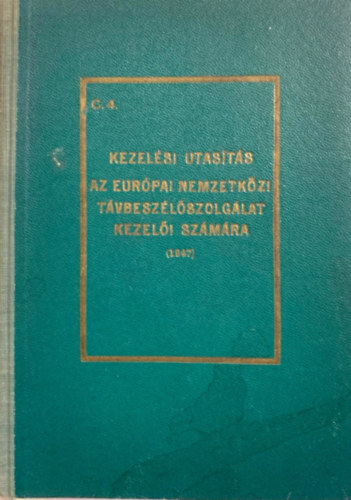 C. 4.
KEZELÉSI UTASÍTÁS
AZ EURÓPAI NEMZETKÖZI
TÁVBESZÉLŐSZOLGÁLAT
KEZELŐI SZÁMÁRA
(1947)